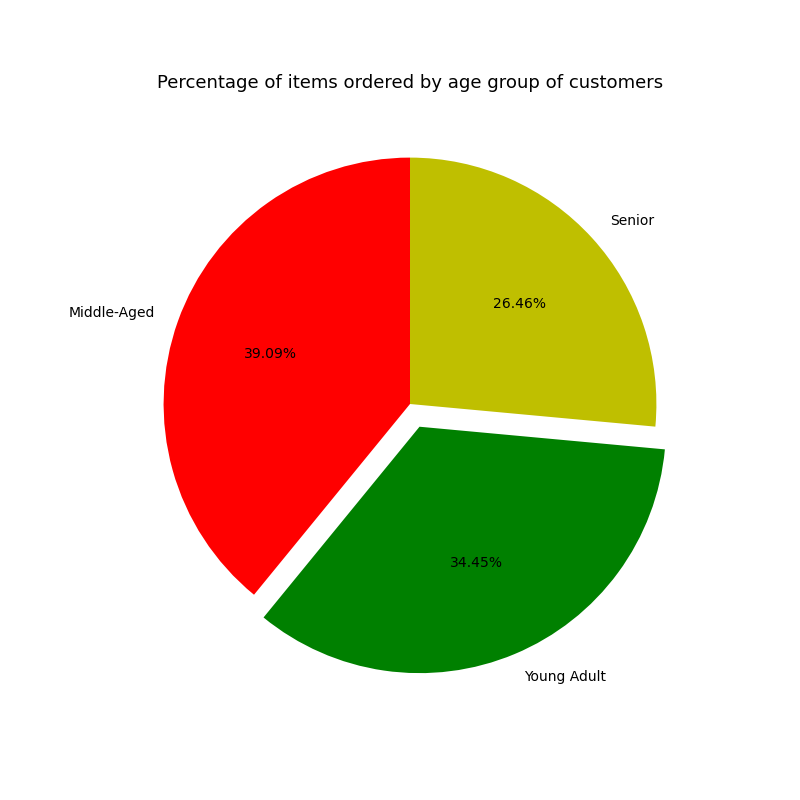 Percentage of items ordered by age group of customers
Senior
26.46%
Middle-Aged
39.09%
34.45%
Young Adult